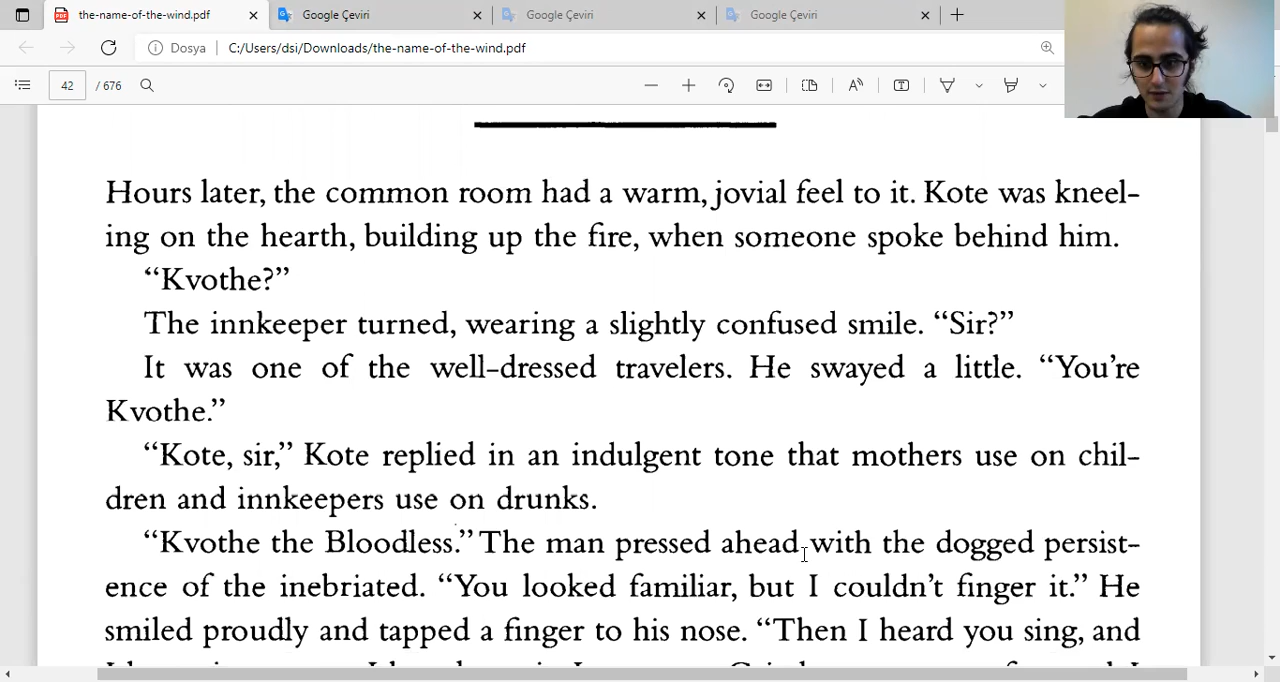 the-name-of-the-wind.pdf
Google Çeviri
Google Çeviri
Google Çeviri
Dosya
C:/Users/dsi/Downloads/the-name-of-the-wind.pdf
42 / 676
Hours later, the common room had a warm, jovial feel to it. Kote was kneel-
ing on the hearth, building up the fire, when someone spoke behind him.
“Kvothe?”
The innkeeper turned, wearing a slightly confused smile. “Sir?”
It was one of the well-dressed travelers. He swayed a little. “You’re
Kvothe.”
“Kote, sir,” Kote replied in an indulgent tone that mothers use on chil-
dren and innkeepers use on drunks.
“Kvothe the Bloodless.” The man pressed ahead with the dogged persist-
ence of the inebriated. “You looked familiar, but I couldn’t finger it.” He
smiled proudly and tapped a finger to his nose. “Then I heard you sing, and